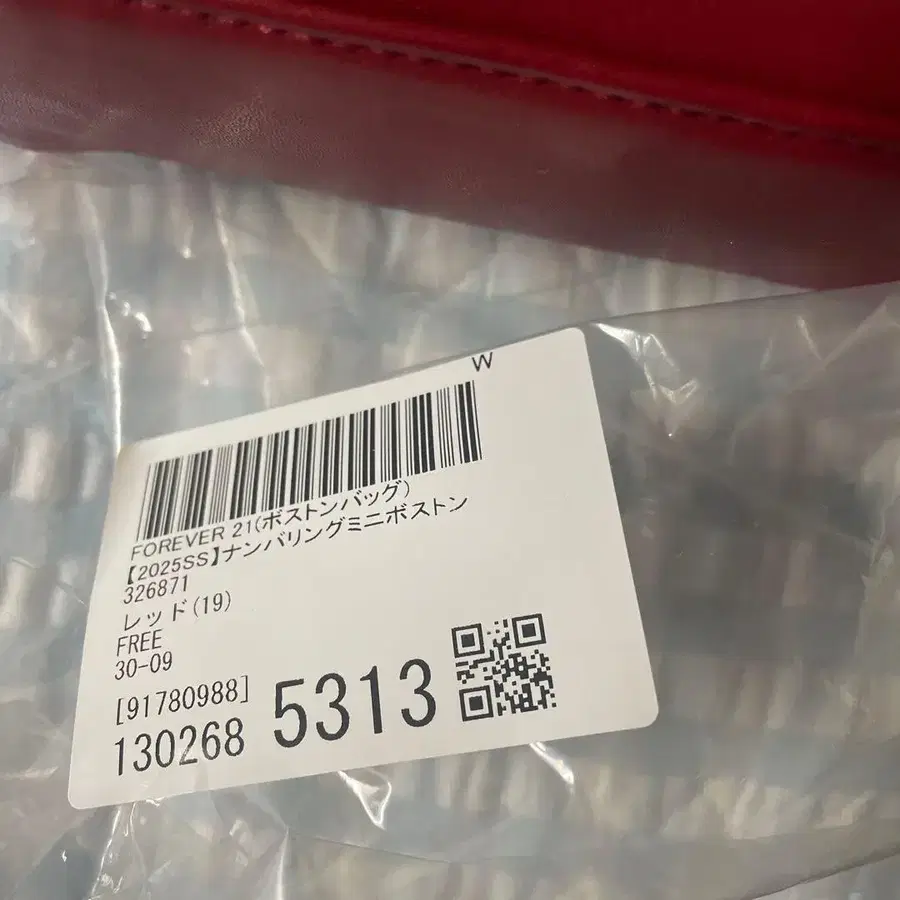 W
FOREVER 21(ボストンバッグ)
【2025SS】ナンバリングミニボストン
326871
レッド(19)
FREE
30-09
[91780988]
130268 5313